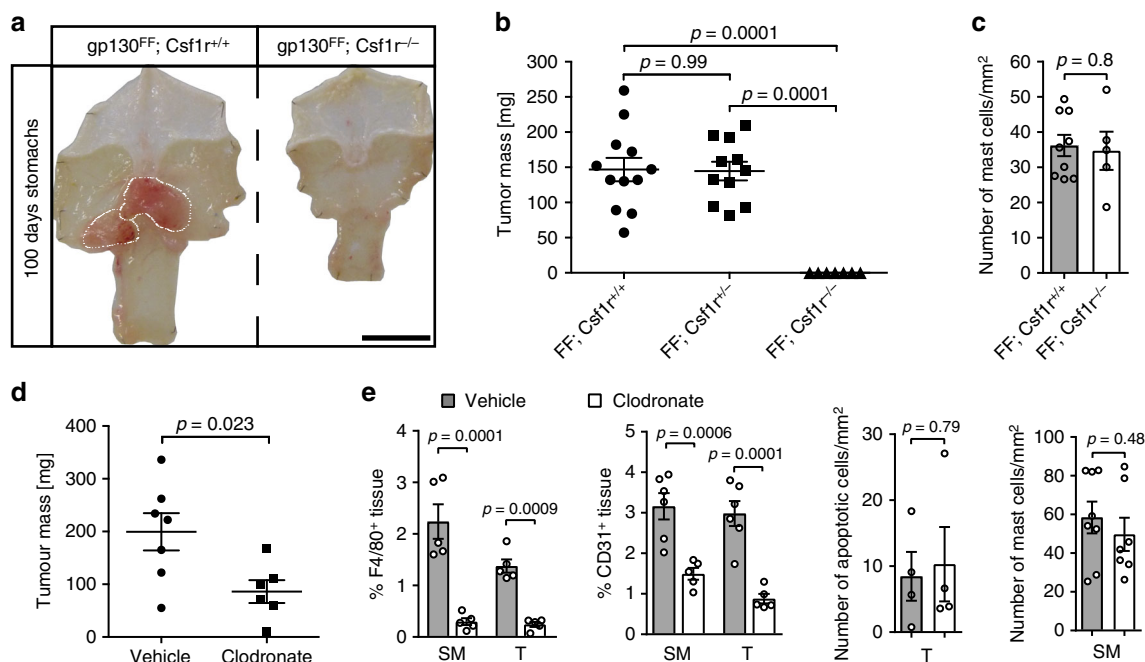 a
gp130FF; Csf1r+/+
gp130FF; Csf1r–/–
100 days stomachs
b
p = 0.0001
p = 0.99
p = 0.0001
Tumor mass [mg]
300
250
200
150
100
50
0
FF; Csf1r+/+
FF; Csf1r+/–
FF; Csf1r–/–
c
p = 0.8
Number of mast cells/mm2
60
50
40
30
20
10
0
FF; Csf1r+/+
FF; Csf1r–/–
d
p = 0.023
Tumour mass [mg]
400
300
200
100
0
Vehicle
Clodronate
e
Vehicle
Clodronate
% F4/80+ tissue
4
3
2
1
0
p = 0.0001
p = 0.0009
SM
T
% CD31+ tissue
5
4
3
2
1
0
p = 0.0006
p = 0.0001
SM
T
Number of apoptotic cells/mm2
30
20
10
0
p = 0.79
T
Number of mast cells/mm2
100
80
60
40
20
0
p = 0.48
SM